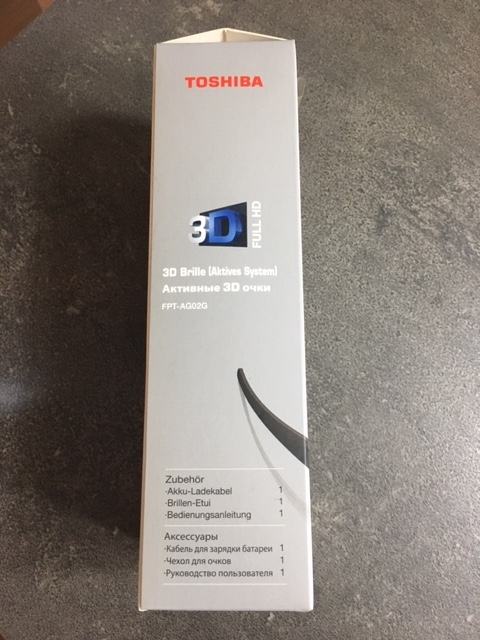 TOSHIBA
3D
FULL HD
3D Brille (Aktives System)
Активные 3D очки
FPT-AG02G
Zubehör
·Akku-Ladekabel 1
·Brillen-Etui 1
·Bedienungsanleitung 1
Аксессуары
·Кабель для зарядки батареи 1
·Чехол для очков 1
·Руководство пользователя 1